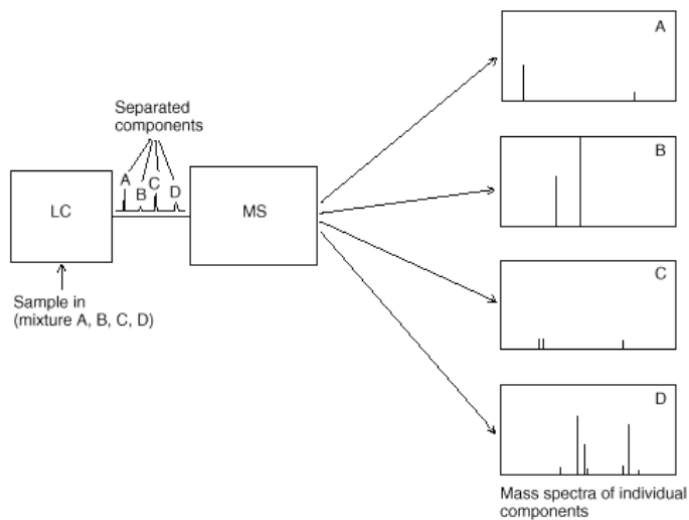 Separated
components
A
B
C
D
LC
MS
Sample in
(mixture A, B, C, D)
A
B
C
D
Mass spectra of individual
components